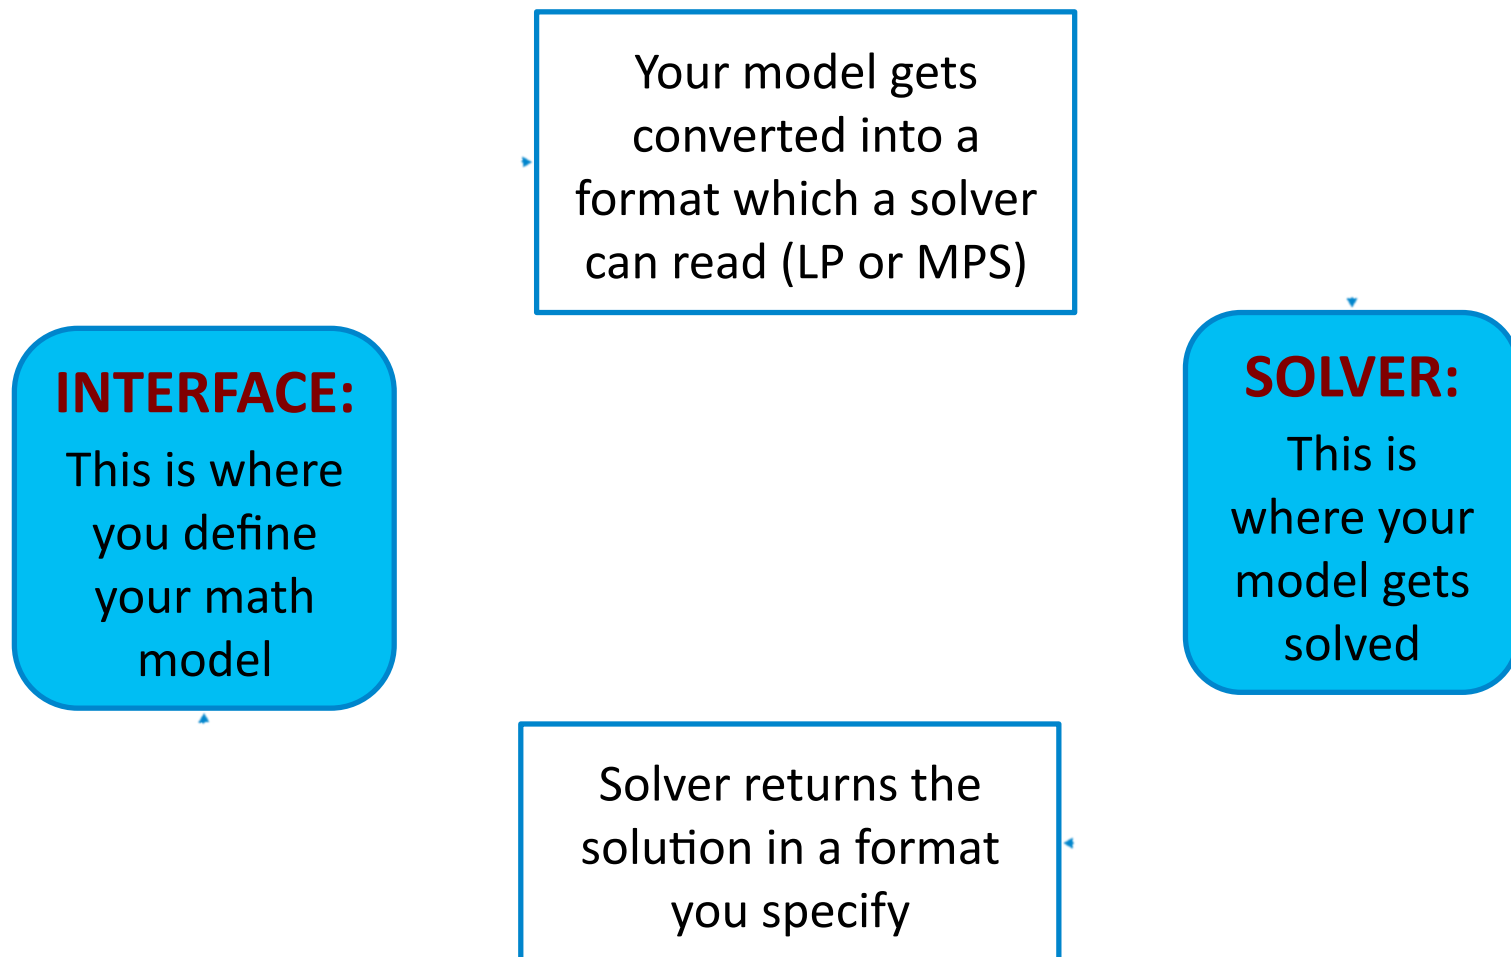 Your model gets
converted into a
format which a solver
can read (LP or MPS)
INTERFACE:
This is where
you define
your math
model
SOLVER:
This is
where your
model gets
solved
Solver returns the
solution in a format
you specify